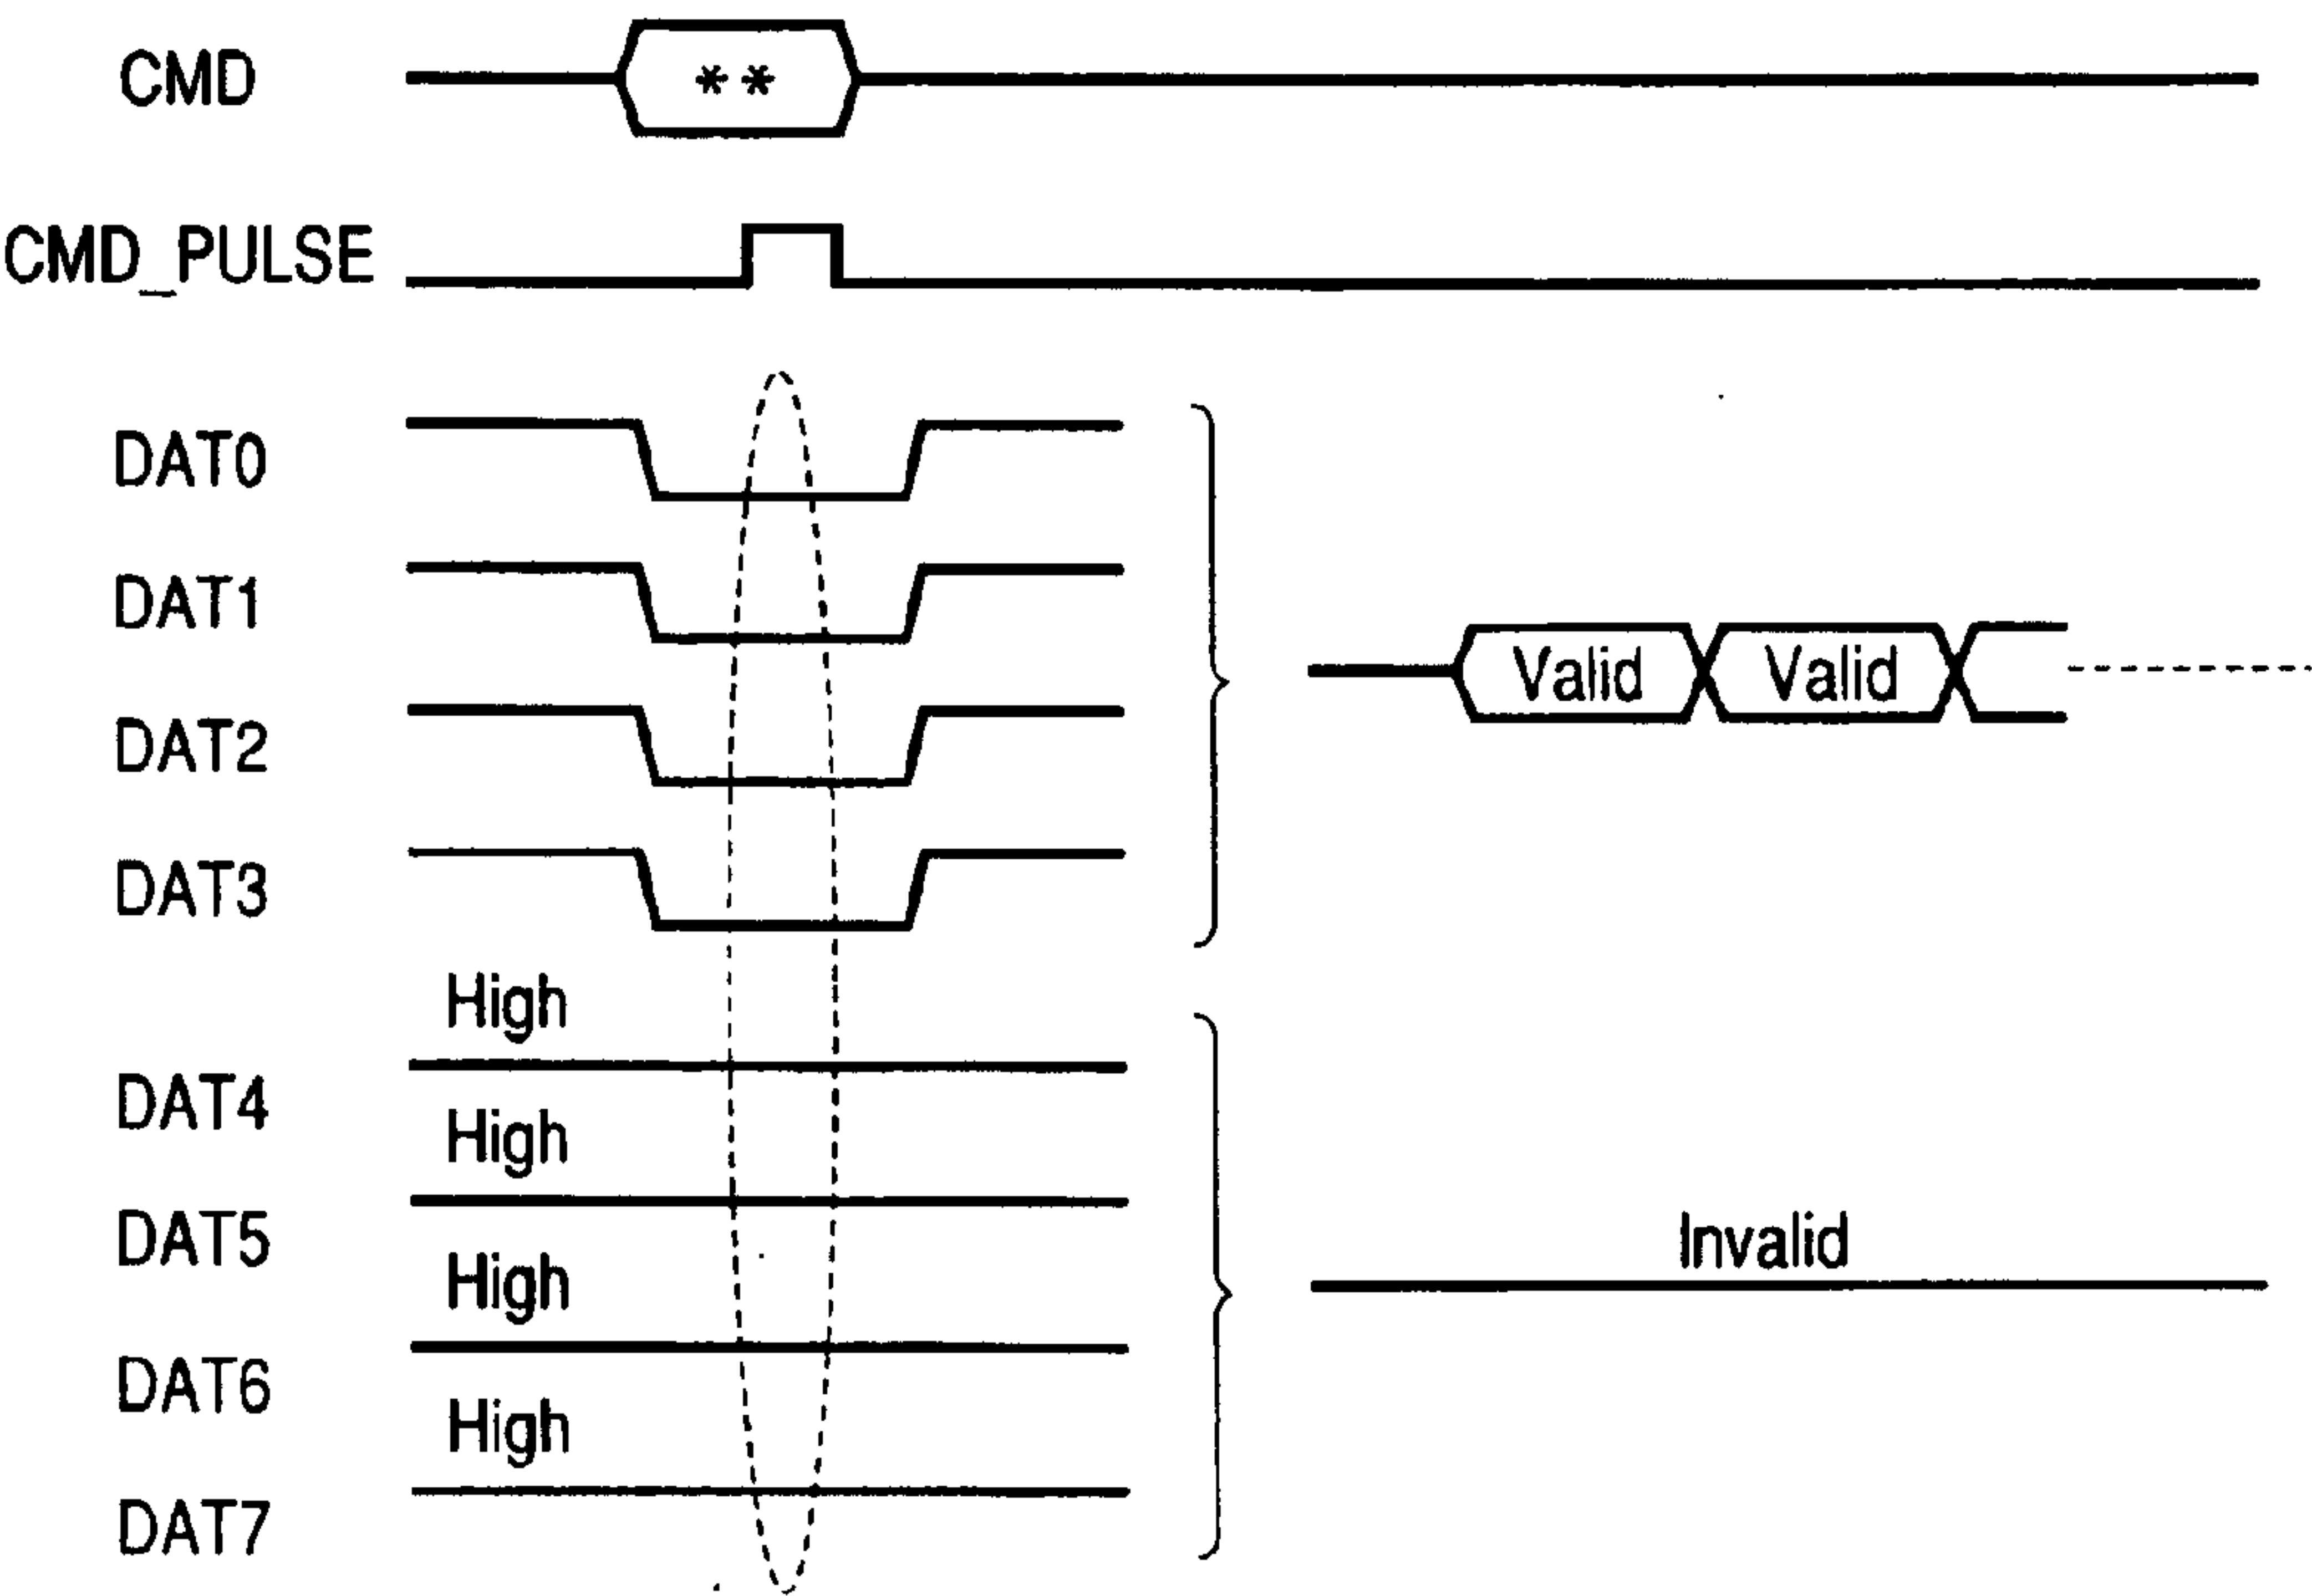 CMD
**
CMD_PULSE
DAT0
DAT1
Valid Valid
DAT2
DAT3
High
DAT4
High
DAT5
Invalid
High
DAT6
High
DAT7